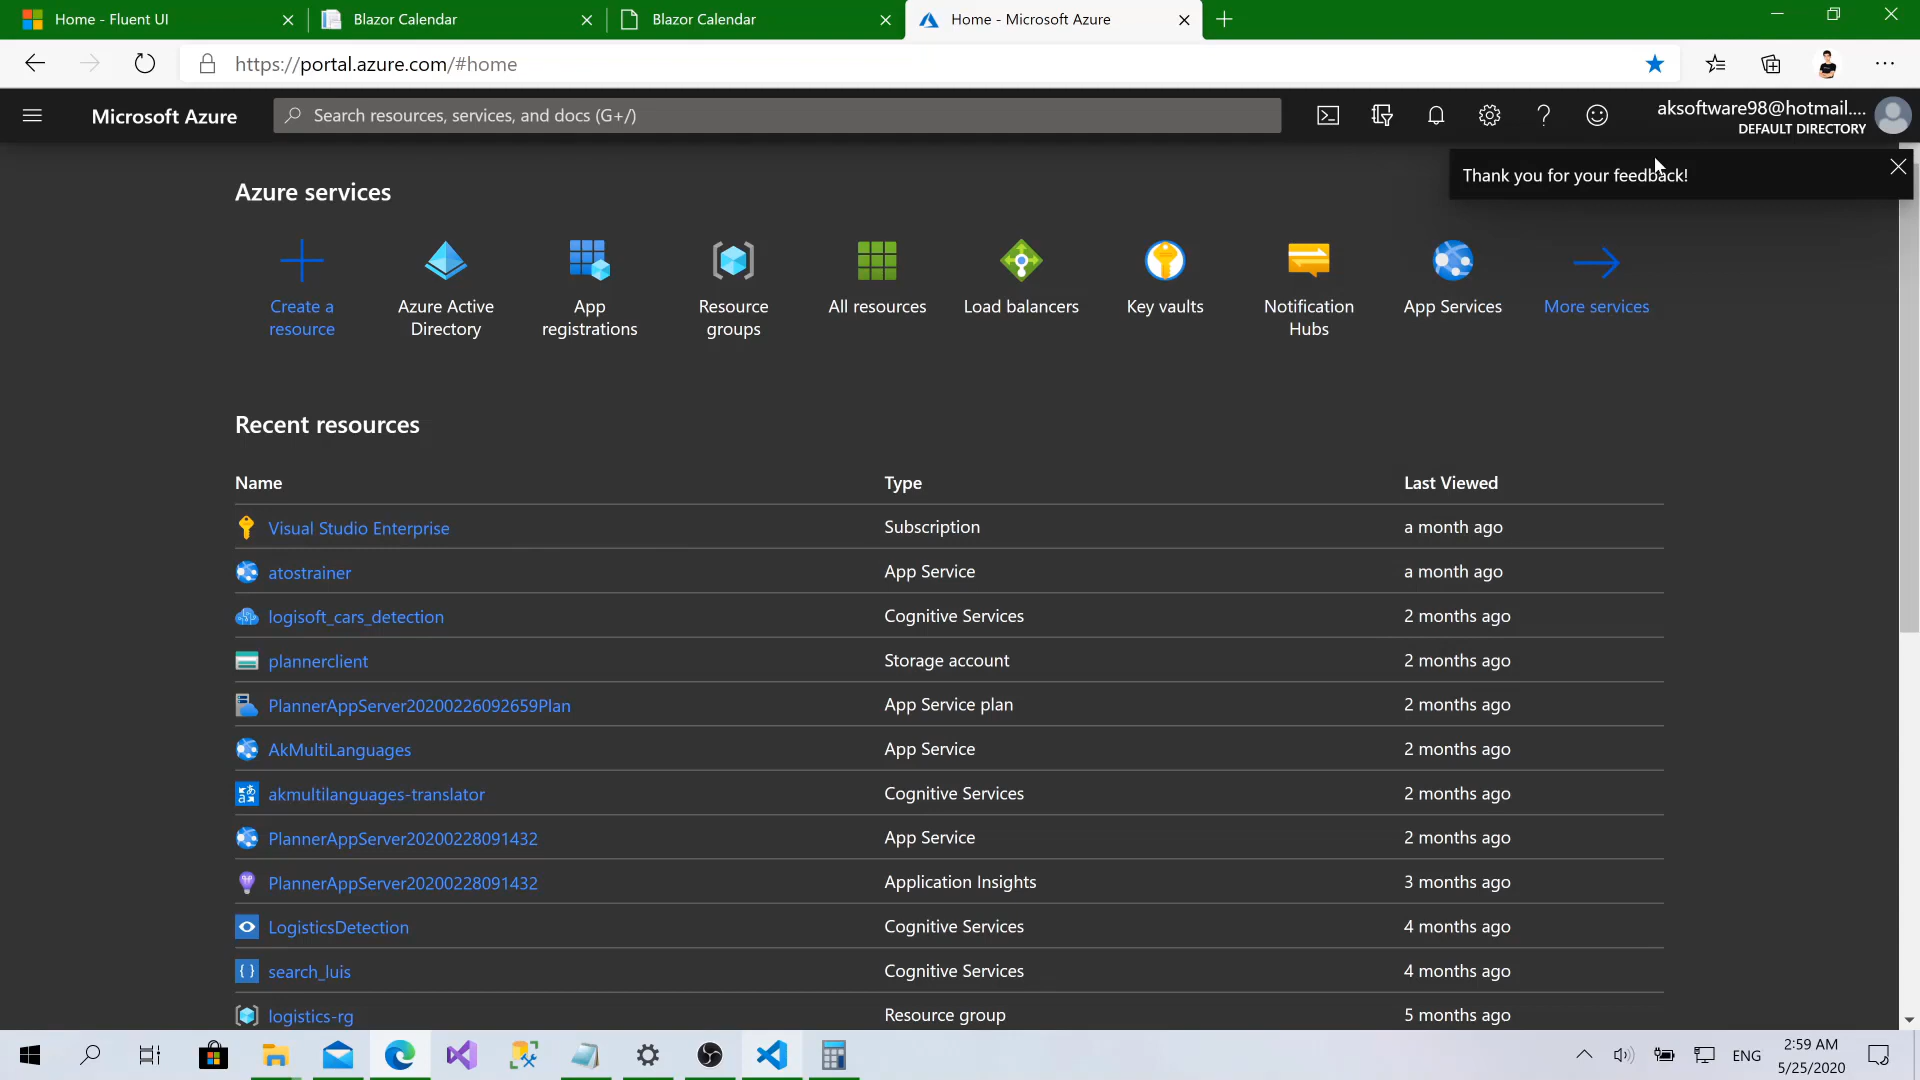 Home - Fluent UI
Blazor Calendar
Blazor Calendar
Home - Microsoft Azure
https://portal.azure.com/#home
Microsoft Azure
Search resources, services, and docs (G+/)
aksoftware98@hotmail....
DEFAULT DIRECTORY
Thank you for your feedback!
Azure services
Create a
resource
Azure Active
Directory
App
registrations
Resource
groups
All resources
Load balancers
Key vaults
Notification
Hubs
App Services
More services
Recent resources
Name Type Last Viewed
Visual Studio Enterprise Subscription a month ago
atostrainer App Service a month ago
logisoft_cars_detection Cognitive Services 2 months ago
plannerclient Storage account 2 months ago
PlannerAppServer20200226092659Plan App Service plan 2 months ago
AkMultiLanguages App Service 2 months ago
akmultilanguages-translator Cognitive Services 2 months ago
PlannerAppServer20200228091432 App Service 2 months ago
PlannerAppServer20200228091432 Application Insights 3 months ago
LogisticsDetection Cognitive Services 4 months ago
search_luis Cognitive Services 4 months ago
logistics-rg Resource group 5 months ago
ENG
2:59 AM
5/25/2020